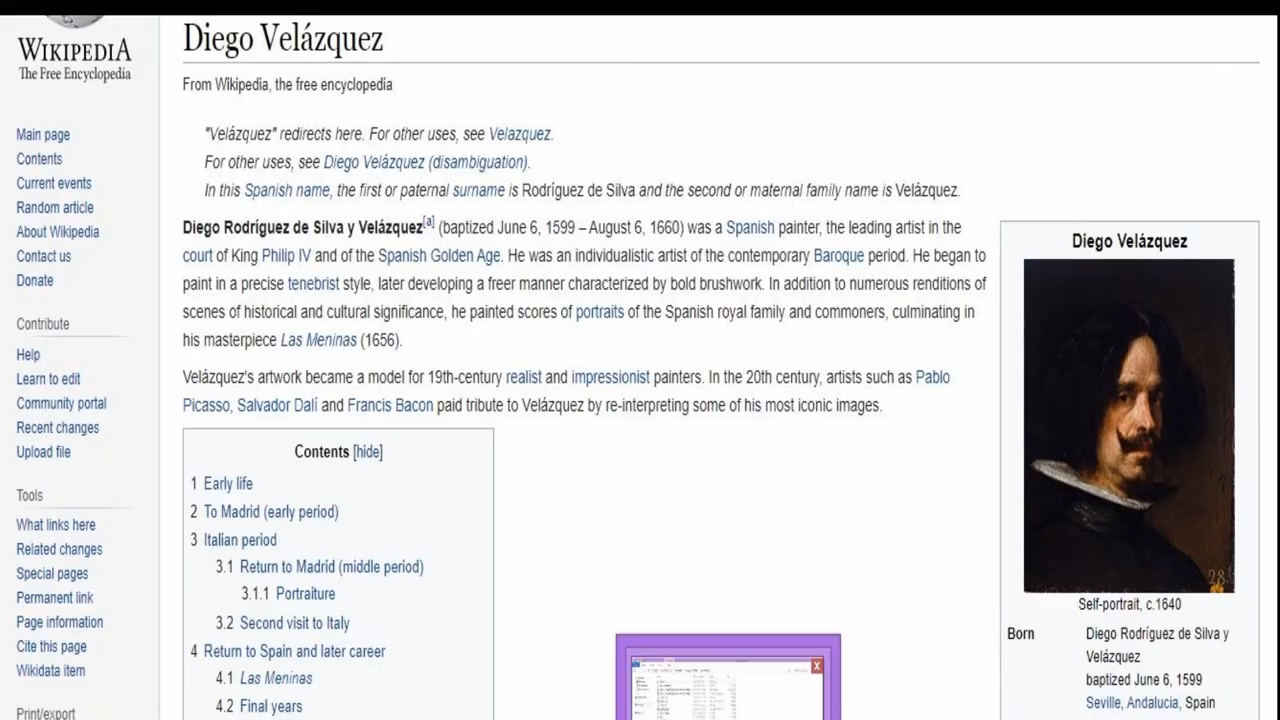 WIKIPEDIA
The Free Encyclopedia
Main page
Contents
Current events
Random article
About Wikipedia
Contact us
Donate
Contribute
Help
Learn to edit
Community portal
Recent changes
Upload file
Tools
What links here
Related changes
Special pages
Permanent link
Page information
Cite this page
Wikidata item
Print/export
Diego Velázquez
From Wikipedia, the free encyclopedia
"Velázquez" redirects here. For other uses, see Velazquez.
For other uses, see Diego Velázquez (disambiguation).
In this Spanish name, the first or paternal surname is Rodríguez de Silva and the second or maternal family name is Velázquez.
Diego Rodríguez de Silva y Velázquez[a] (baptized June 6, 1599 – August 6, 1660) was a Spanish painter, the leading artist in the
court of King Philip IV and of the Spanish Golden Age. He was an individualistic artist of the contemporary Baroque period. He began to
paint in a precise tenebrist style, later developing a freer manner characterized by bold brushwork. In addition to numerous renditions of
scenes of historical and cultural significance, he painted scores of portraits of the Spanish royal family and commoners, culminating in
his masterpiece Las Meninas (1656).
Velázquez's artwork became a model for 19th-century realist and impressionist painters. In the 20th century, artists such as Pablo
Picasso, Salvador Dalí and Francis Bacon paid tribute to Velázquez by re-interpreting some of his most iconic images.
Contents [hide]
1 Early life
2 To Madrid (early period)
3 Italian period
3.1 Return to Madrid (middle period)
3.1.1 Portraiture
3.2 Second visit to Italy
4 Return to Spain and later career
4.1 Las Meninas
4.2 Final years
Diego Velázquez
28
Self-portrait, c.1640
Born
Diego Rodríguez de Silva y
Velázquez
baptized June 6, 1599
Seville, Andalucia, Spain